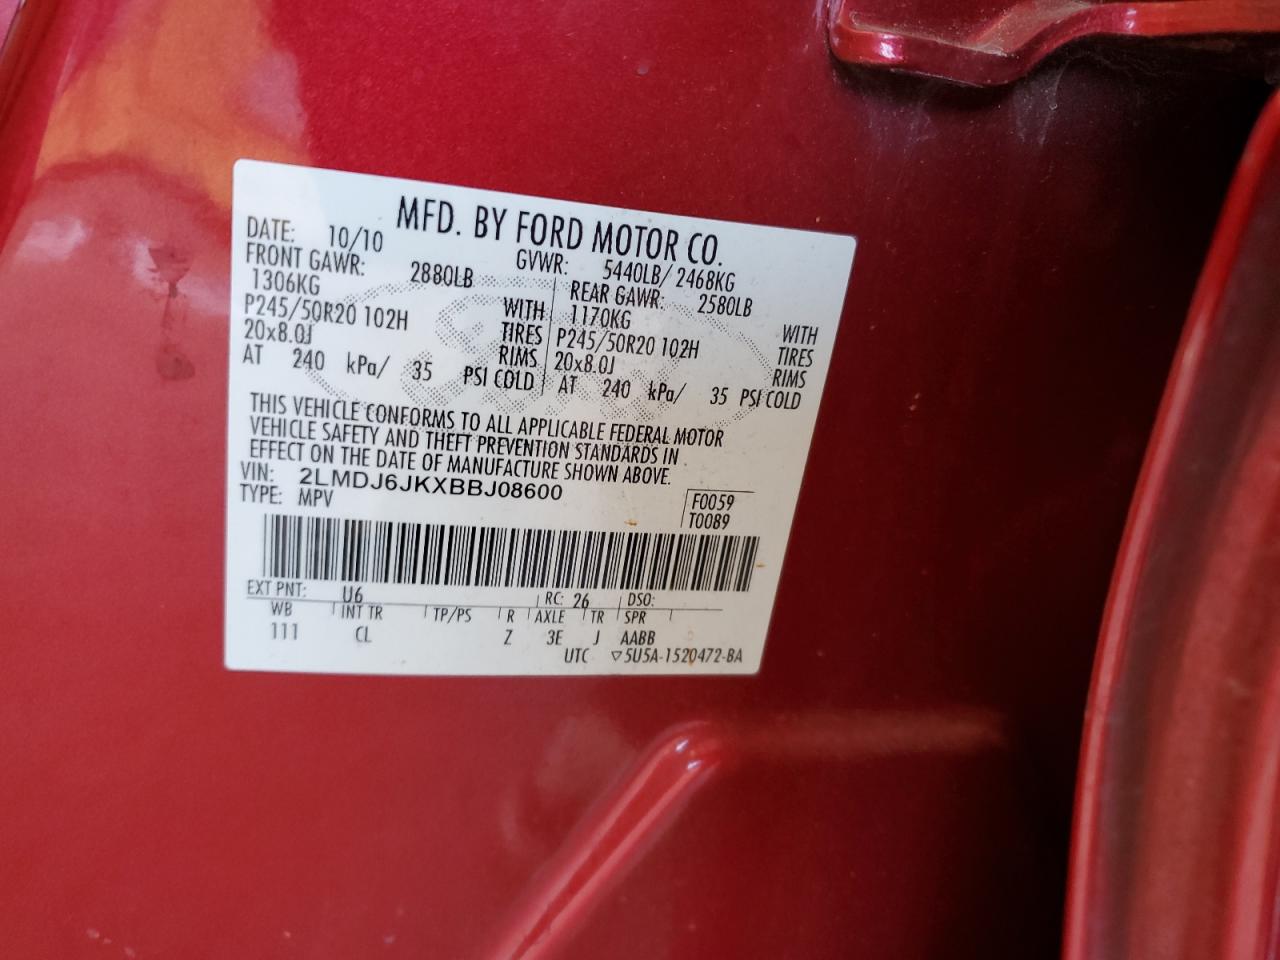 MFD. BY FORD MOTOR CO.
DATE: 10/10 GVWR: 5440LB/ 2468KG
FRONT GAWR: 2880LB
1306KG WITH
P245/50R20 102H TIRES
20x8.0J RIMS
AT 240 kPa/ 35 PSI COLD
REAR GAWR: 2580LB
1170KG WITH
P245/50R20 102H TIRES
20x8.0J RIMS
AT 240 kPa/ 35 PSI COLD
THIS VEHICLE CONFORMS TO ALL APPLICABLE FEDERAL MOTOR
VEHICLE SAFETY AND THEFT PREVENTION STANDARDS IN
EFFECT ON THE DATE OF MANUFACTURE SHOWN ABOVE.
VIN: 2LMDJ6JKXBBJ08600
TYPE: MPV
F0059
T0089
EXT PNT: U6 RC: 26 DSO:
WB INT TR TP/PS R AXLE TR SPR
111 CL Z 3E J AABB
UTC ▽5U5A-1520472-BA